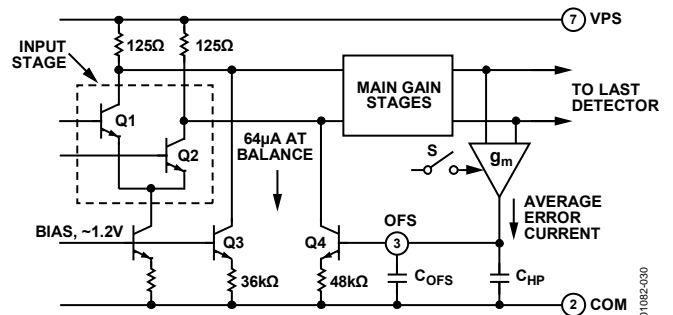 7 VPS
125Ω 125Ω
INPUT
STAGE
MAIN GAIN
STAGES
TO LAST
DETECTOR
Q1
Q2
64µA AT
BALANCE
S
gm
AVERAGE
ERROR
CURRENT
BIAS, ~1.2V
Q3
Q4
OFS
3
36kΩ
48kΩ
COFS
CHP
2 COM
01082-030